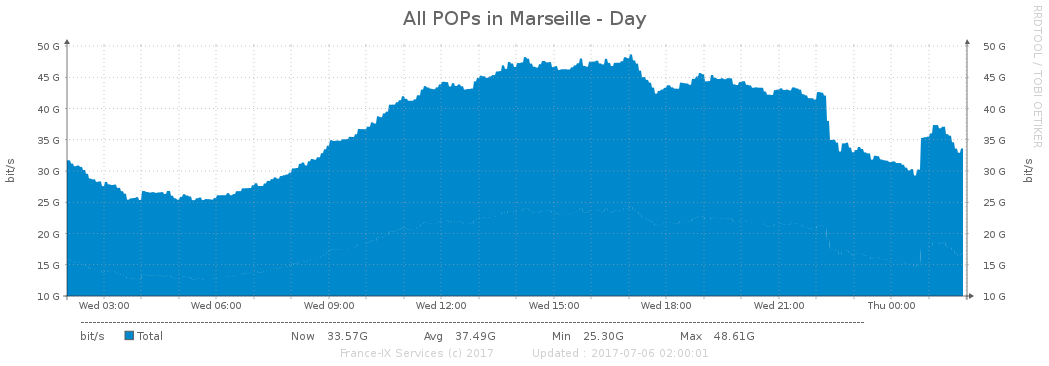 All POPs in Marseille - Day
RRDTOOL / TOBI OETIKER
50 G 50 G
45 G 45 G
40 G 40 G
35 G 35 G
30 G 30 G
25 G 25 G
20 G 20 G
15 G 15 G
10 G 10 G
bit/s
bit/s
Wed 03:00 Wed 06:00 Wed 09:00 Wed 12:00 Wed 15:00 Wed 18:00 Wed 21:00 Thu 00:00
bit/s Total Now 33.57G Avg 37.49G Min 25.30G Max 48.61G
France-IX Services (c) 2017 Updated : 2017-07-06 02:00:01